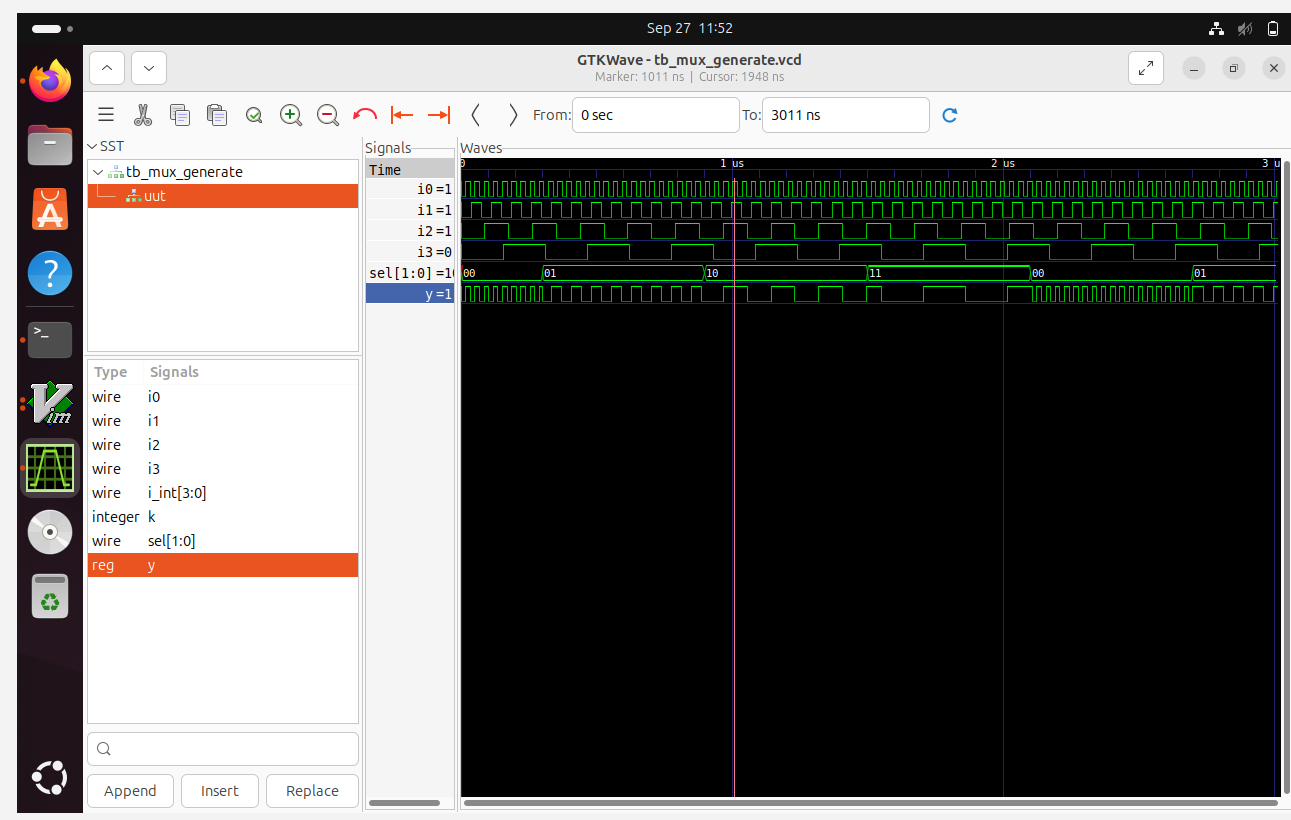 Sep 27 11:52
GTKWave - tb_mux_generate.vcd
Marker: 1011 ns | Cursor: 1948 ns
From: 0 sec To: 3011 ns
SST
tb_mux_generate
uut
Type Signals
wire i0
wire i1
wire i2
wire i3
wire i_int[3:0]
integer k
wire sel[1:0]
reg y
Append Insert Replace
Signals
Time
i0=1
i1=1
i2=1
i3=0
sel[1:0]=10
y=1
Waves
0 1 us 2 us 3 u
00 01 10 11 00 01
>_
Vim